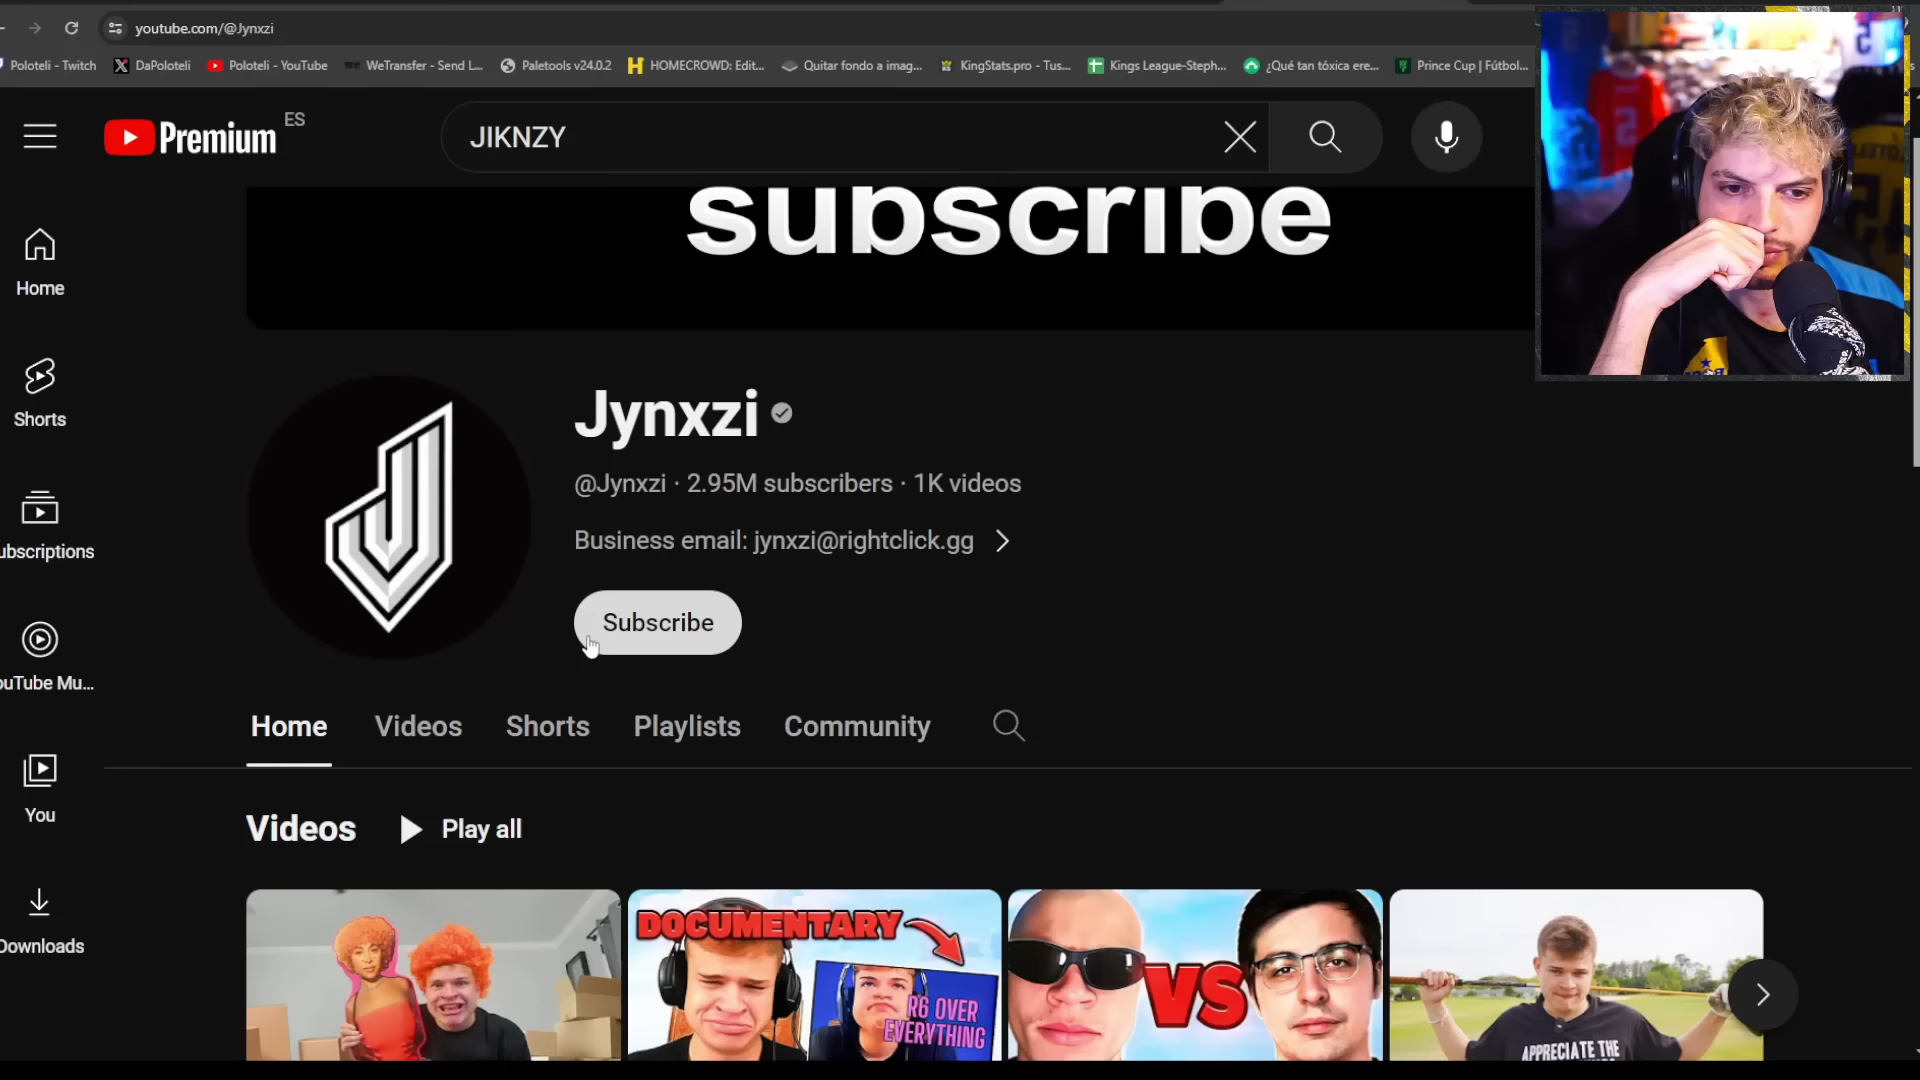 youtube.com/@Jynxzi
Poloteli - Twitch
DaPoloteli
Poloteli - YouTube
WeTransfer - Send L...
Paletools v24.0.2
HOMECROWD: Edit...
Quitar fondo a imag...
KingStats.pro - Tus...
Kings League-Steph...
¿Qué tan tóxica ere...
Prince Cup | Fútbol...
Premium
ES
JIKNZY
subscribe
Home
Shorts
ubscriptions
ouTube Mu...
You
Downloads
Jynxzi
@Jynxzi · 2.95M subscribers · 1K videos
Business email: jynxzi@rightclick.gg
Subscribe
Home
Videos
Shorts
Playlists
Community
Videos
Play all
DOCUMENTARY
R6 OVER
EVERYTHING
VS
APPRECIATE THE